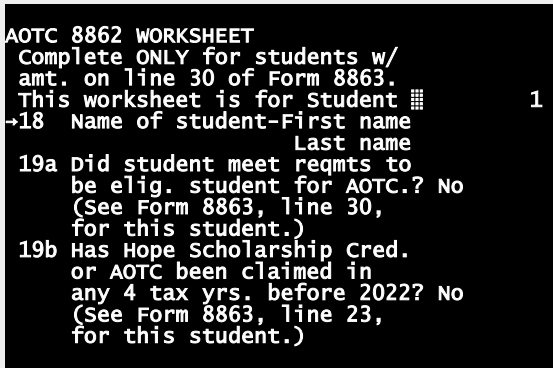 AOTC 8862 WORKSHEET
Complete ONLY for students w/
amt. on line 30 of Form 8863.
This worksheet is for Student 1
→18 Name of student-First name
Last name
19a Did student meet reqmts to
be elig. student for AOTC.? No
(See Form 8863, line 30,
for this student.)
19b Has Hope Scholarship Cred.
or AOTC been claimed in
any 4 tax yrs. before 2022? No
(See Form 8863, line 23,
for this student.)